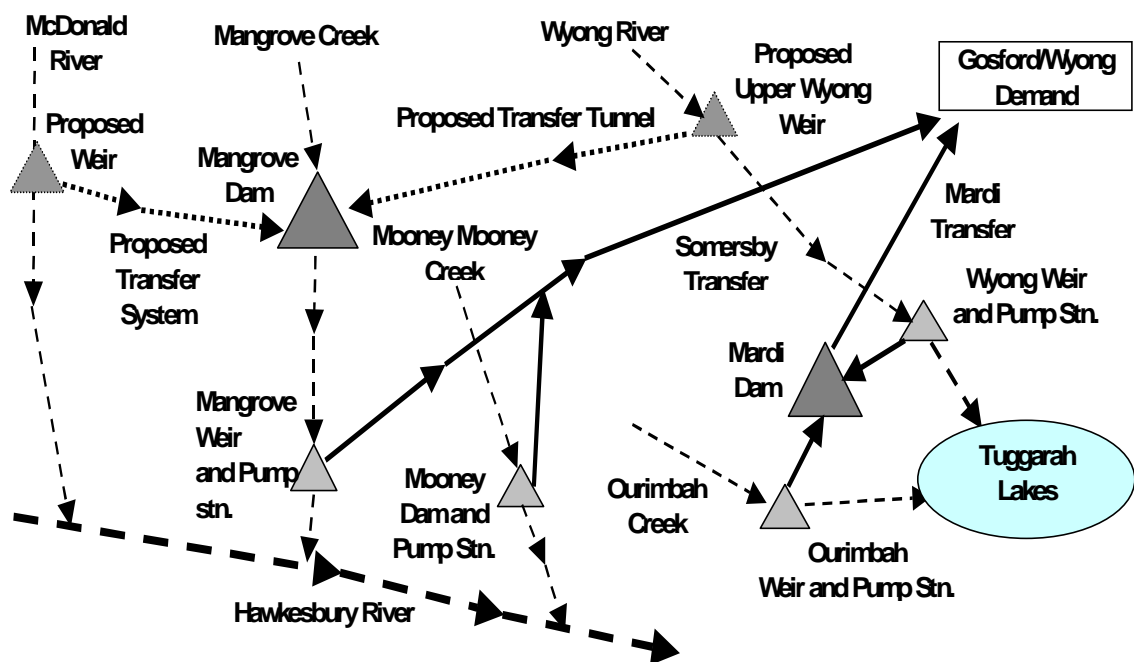 McDonald
River
Mangrove Creek
Wyong River
Proposed
Upper Wyong
Weir
Gosford/Wyong
Demand
Proposed
Weir
Mangrove
Dam
Proposed Transfer Tunnel
Mardi
Transfer
Proposed
Transfer
System
Mooney Mooney
Creek
Somersby
Transfer
Wyong Weir
and Pump Stn.
Mardi
Dam
Mangrove
Weir
and Pump
stn.
Mooney
Dam and
Pump Stn.
Ourimbah
Creek
Tuggarah
Lakes
Ourimbah
Weir and Pump Stn.
Hawkesbury River